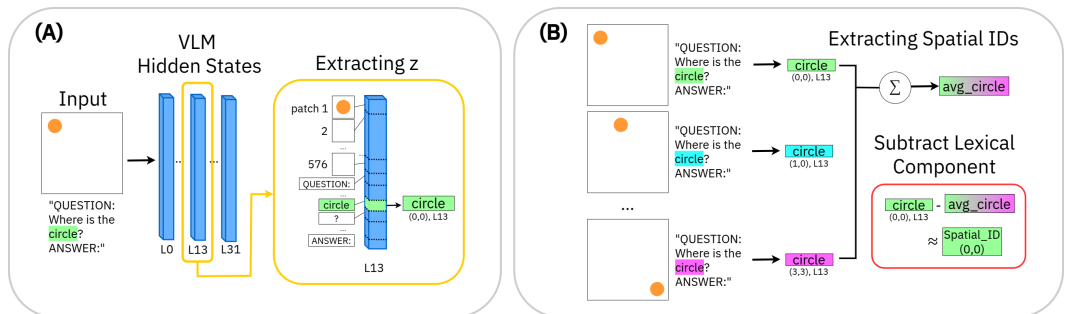 (A)
VLM
Hidden States
Input
"QUESTION:
Where is the
circle?
ANSWER:"
...
...
L0
L13
L31
Extracting z
patch 1
2
...
576
QUESTION:
...
circle
?
...
ANSWER:
L13
circle
(0,0), L13
(B)
"QUESTION:
Where is the
circle?
ANSWER:"
circle
(0,0), L13
"QUESTION:
Where is the
circle?
ANSWER:"
circle
(1,0), L13
...
"QUESTION:
Where is the
circle?
ANSWER:"
circle
(3,3), L13
Extracting Spatial IDs
Σ
avg_circle
Subtract Lexical
Component
circle - avg_circle
(0,0), L13
≈ Spatial_ID
(0,0)